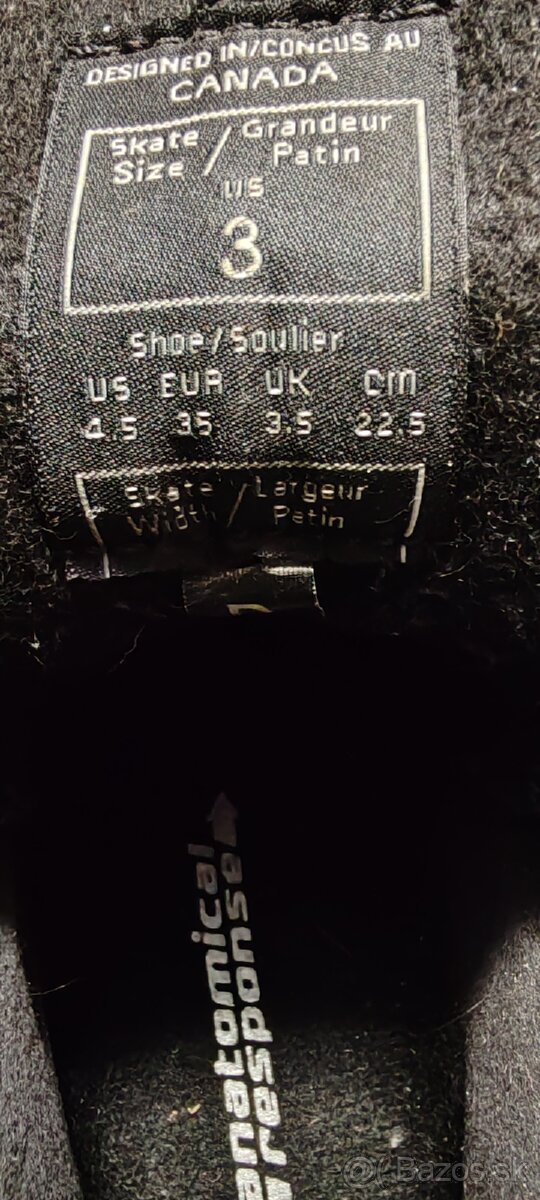 DESIGNED IN/CONCUS AU
CANADA
Skate / Grandeur
Size / Patin
US
3
Shoe/Soulier
US EUR UK cm
4.5 35 3.5 22.5
Skate / Largeur
Width / Patin
anatomical
response
Bazos.sk